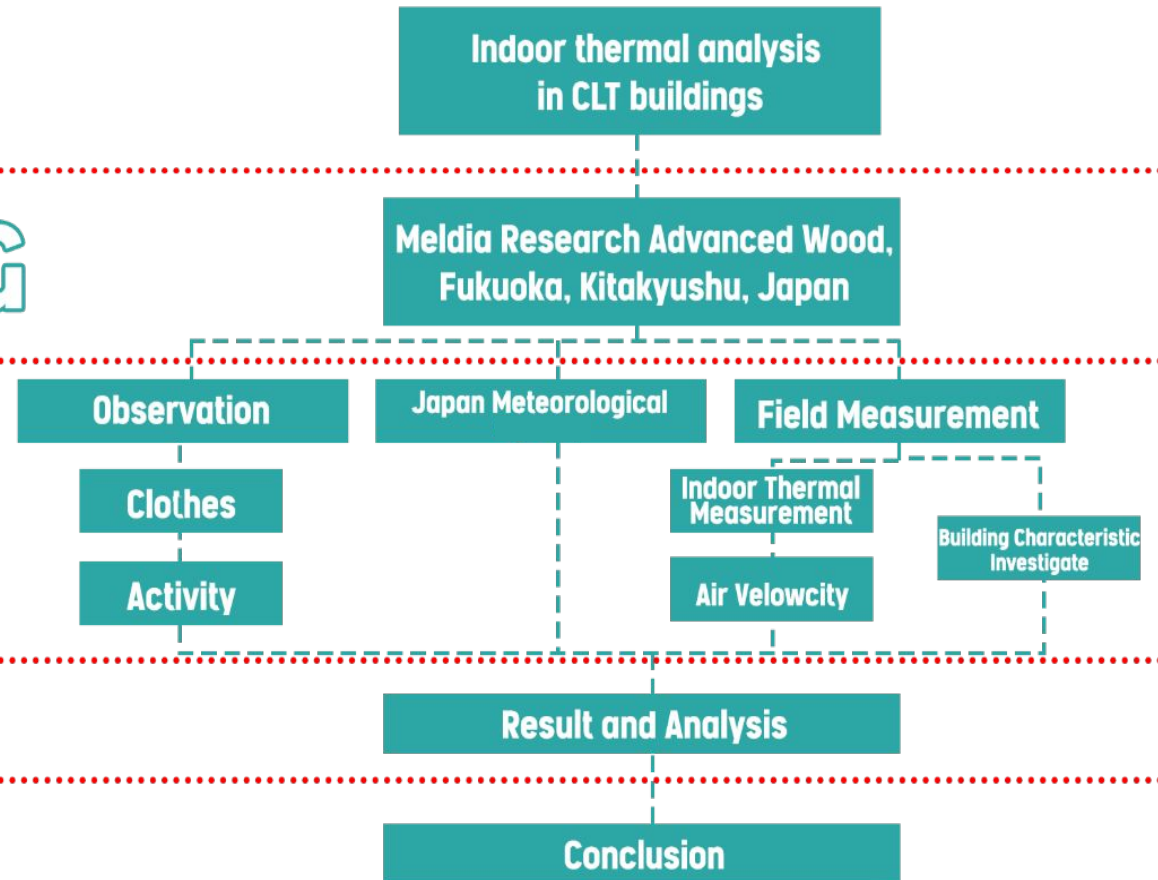 Indoor thermal analysis
in CLT buildings
G
Meldia Research Advanced Wood,
Fukuoka, Kitakyushu, Japan
Observation
Japan Meteorological
Field Measurement
Clothes
Indoor Thermal
Measurement
Building Characteristic
Investigate
Activity
Air Velowcity
Result and Analysis
Conclusion